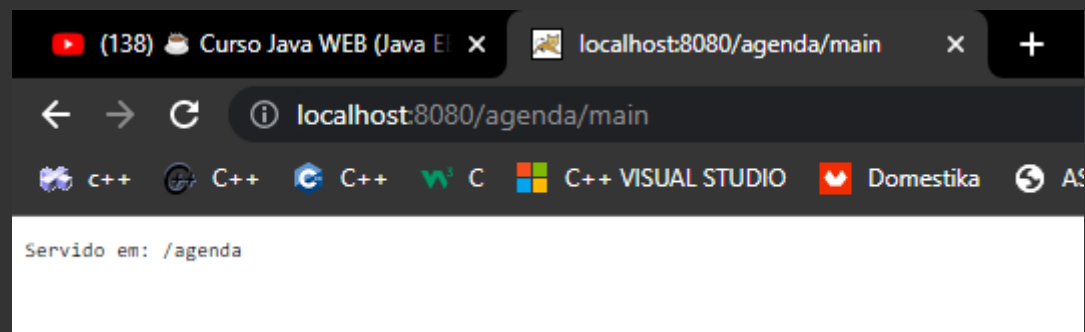 (138) ☕ Curso Java WEB (Java E
localhost:8080/agenda/main
localhost:8080/agenda/main
c++ C++ C++ C C++ VISUAL STUDIO Domestika AS
Servido em: /agenda